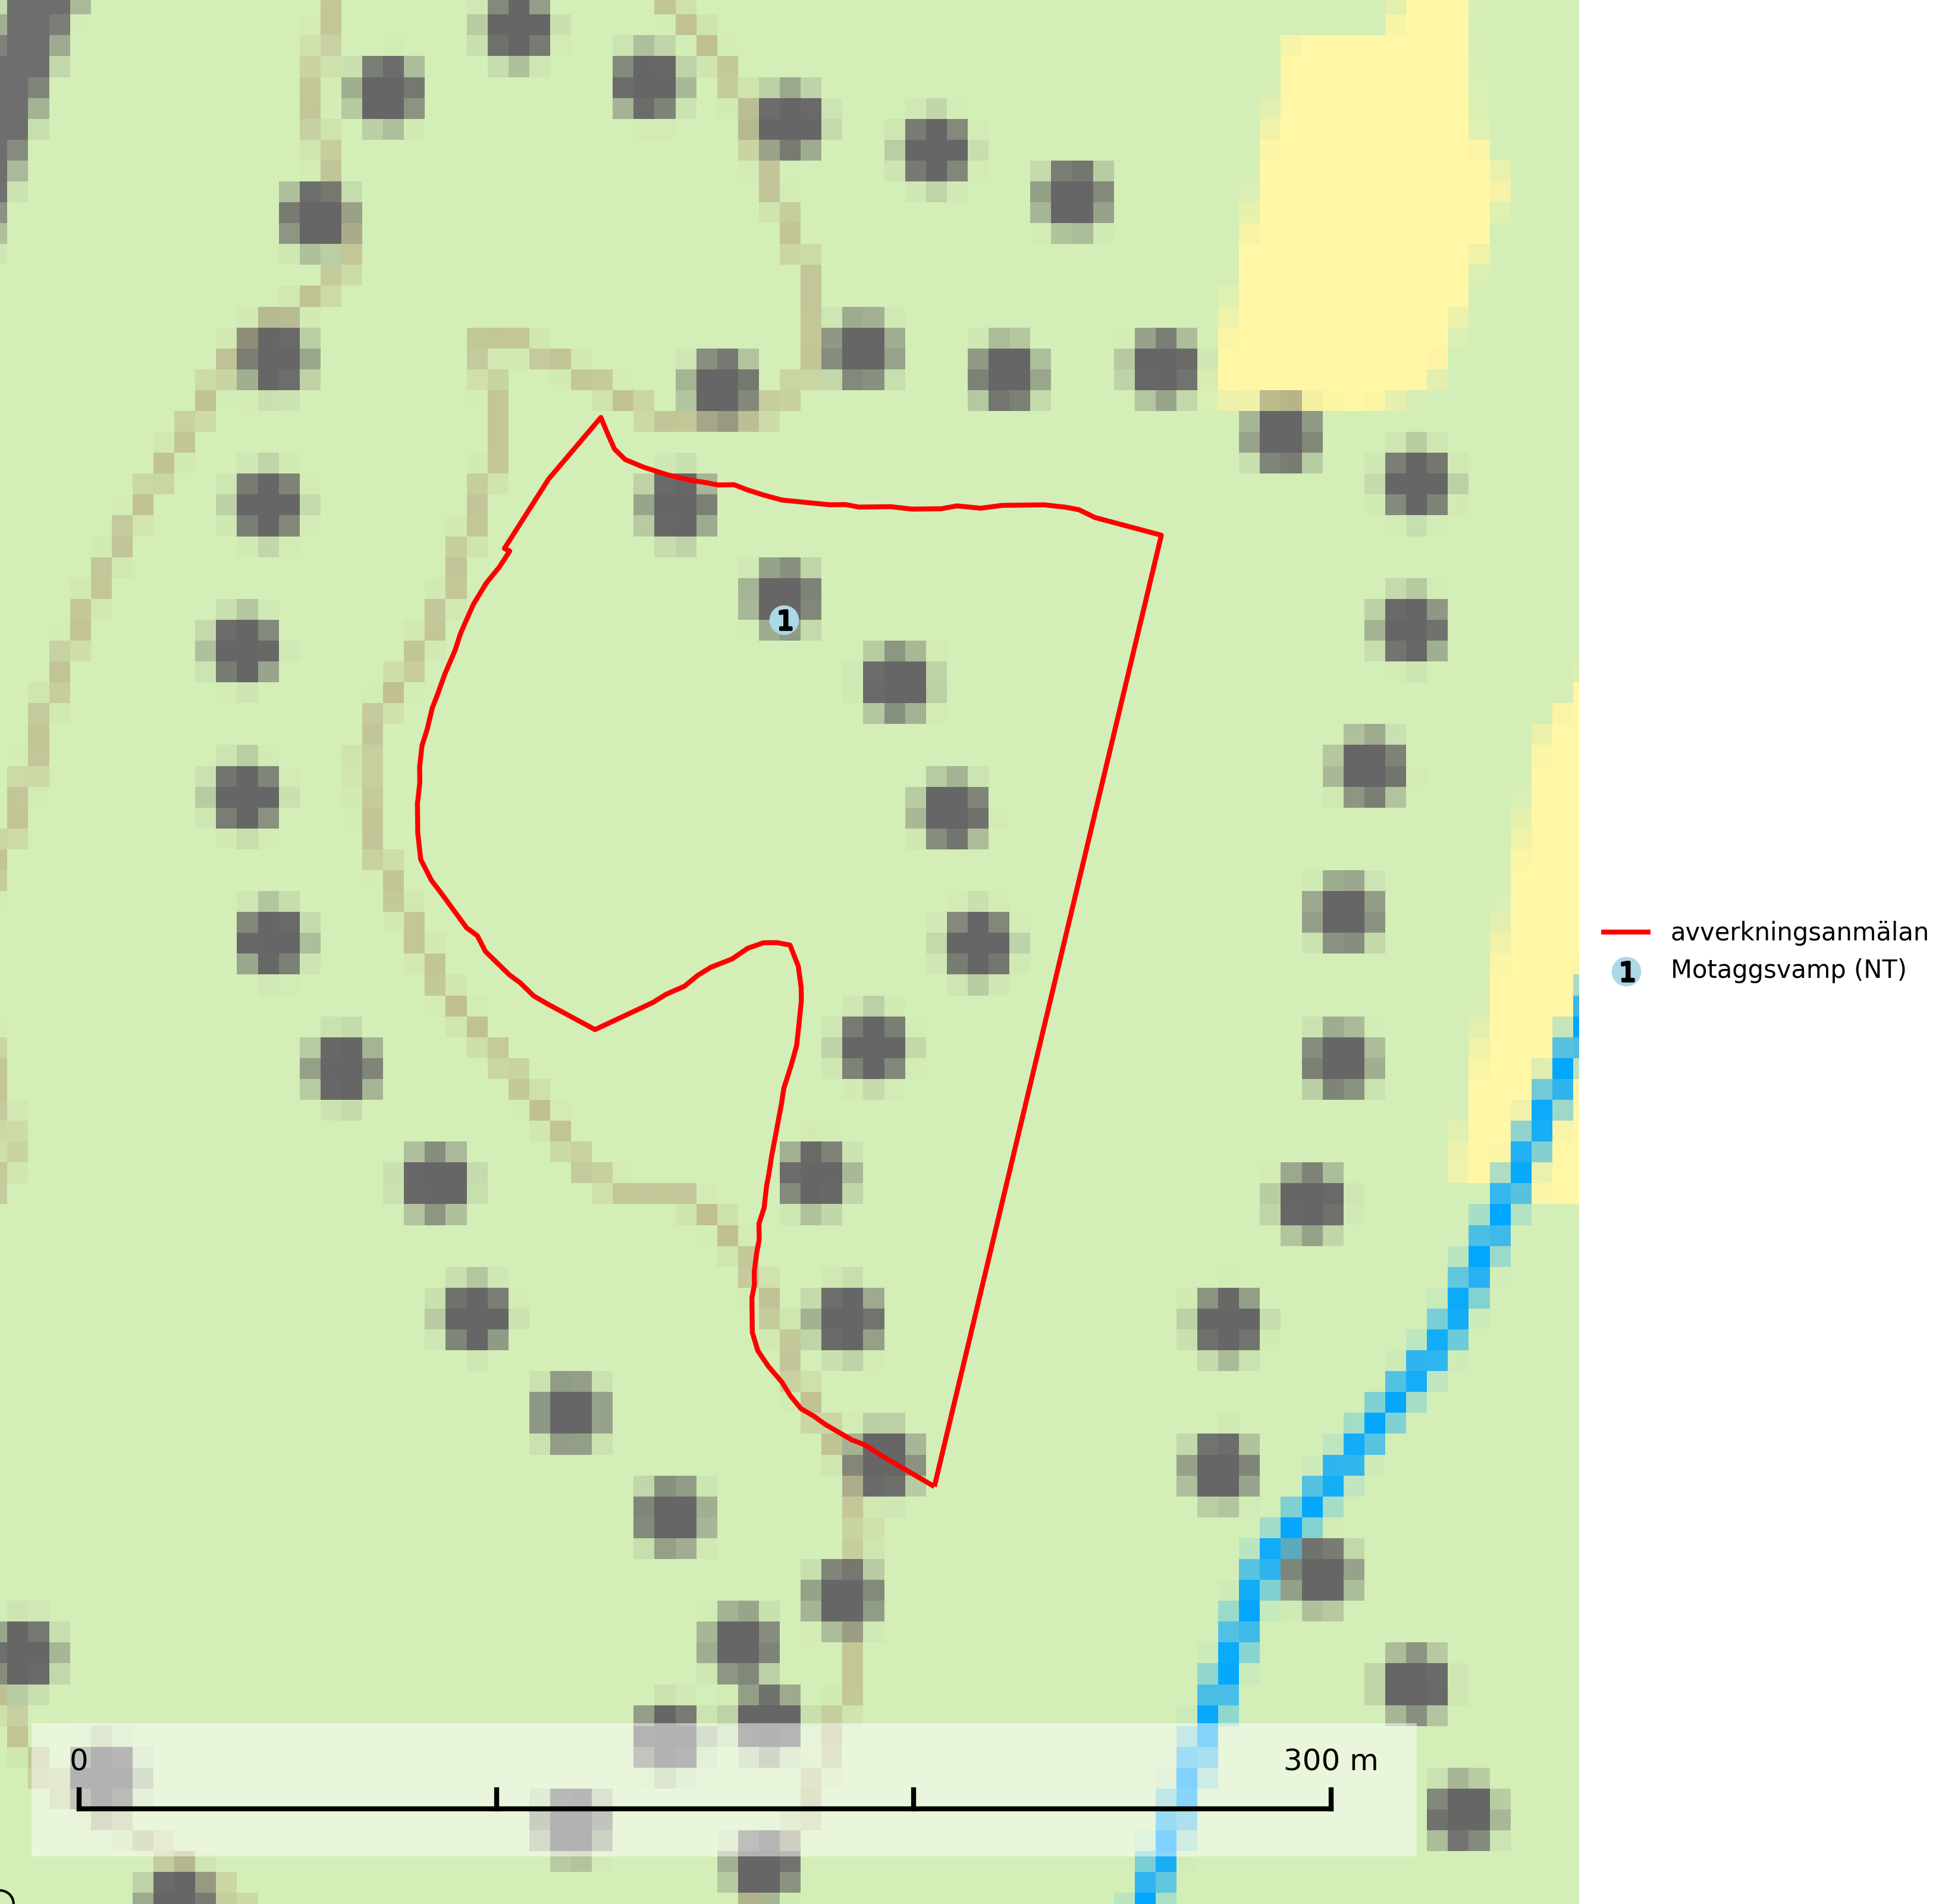 1
avverkningsanmälan
1 Motaggsvamp (NT)
0 300 m